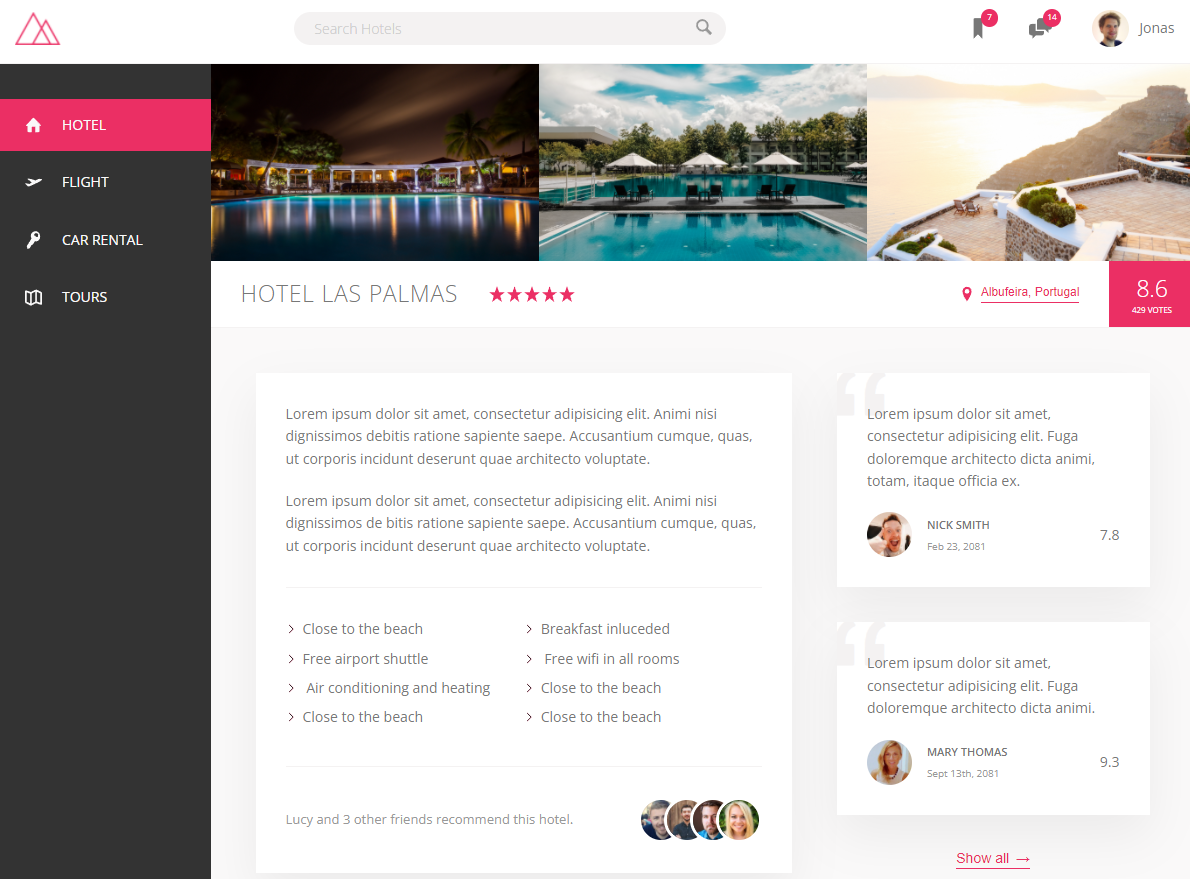 Search Hotels
7
14
Jonas
HOTEL
FLIGHT
CAR RENTAL
TOURS
HOTEL LAS PALMAS
Albufeira, Portugal
8.6
429 VOTES
Lorem ipsum dolor sit amet, consectetur adipisicing elit. Animi nisi
dignissimos debitis ratione sapiente saepe. Accusantium cumque, quas,
ut corporis incidunt deserunt quae architecto voluptate.
Lorem ipsum dolor sit amet, consectetur adipisicing elit. Animi nisi
dignissimos de bitis ratione sapiente saepe. Accusantium cumque, quas,
ut corporis incidunt deserunt quae architecto voluptate.
Close to the beach
Free airport shuttle
Air conditioning and heating
Close to the beach
Breakfast inluceded
Free wifi in all rooms
Close to the beach
Close to the beach
Lucy and 3 other friends recommend this hotel.
“
Lorem ipsum dolor sit amet,
consectetur adipisicing elit. Fuga
doloremque architecto dicta animi,
totam, itaque officia ex.
NICK SMITH
Feb 23, 2081
7.8
“
Lorem ipsum dolor sit amet,
consectetur adipisicing elit. Fuga
doloremque architecto dicta animi.
MARY THOMAS
Sept 13th, 2081
9.3
Show all →